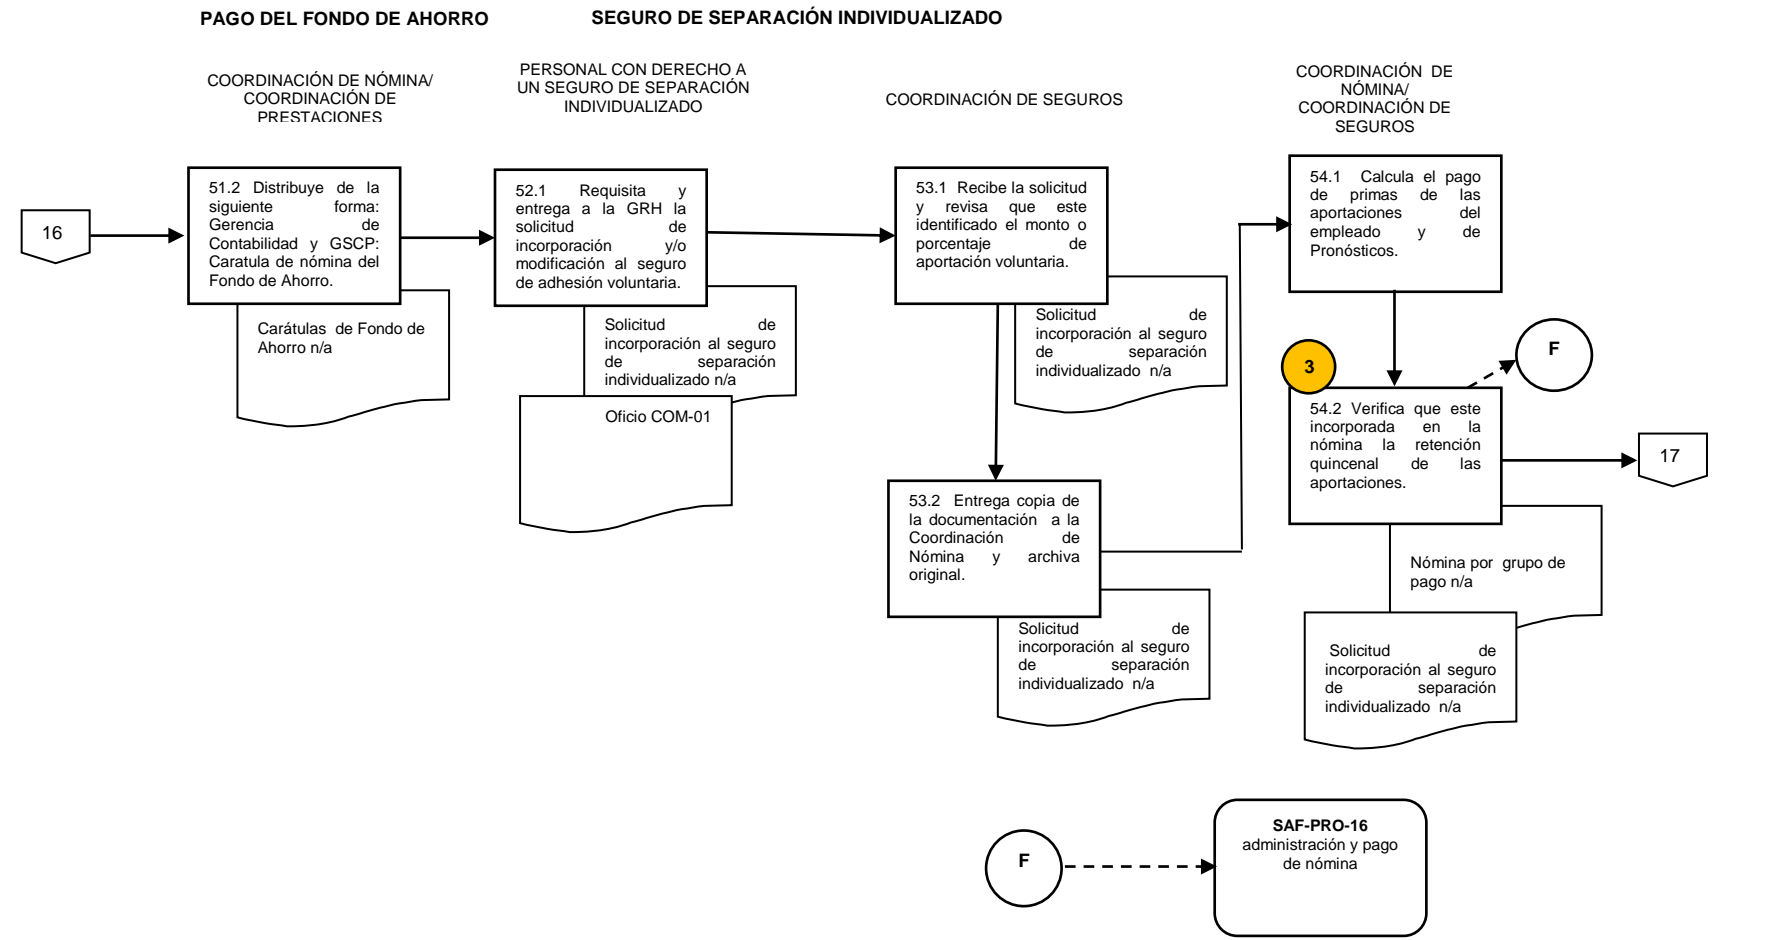 PAGO DEL FONDO DE AHORRO
SEGURO DE SEPARACIÓN INDIVIDUALIZADO
COORDINACIÓN DE NÓMINA/
COORDINACIÓN DE
PRESTACIONES
PERSONAL CON DERECHO A
UN SEGURO DE SEPARACIÓN
INDIVIDUALIZADO
COORDINACIÓN DE SEGUROS
COORDINACIÓN DE
NÓMINA/
COORDINACIÓN DE
SEGUROS
16
51.2 Distribuye de la
siguiente forma:
Gerencia de
Contabilidad y GSCP:
Caratula de nómina del
Fondo de Ahorro.
Carátulas de Fondo de
Ahorro n/a
52.1 Requisita y
entrega a la GRH la
solicitud de
incorporación y/o
modificación al seguro
de adhesión voluntaria.
Solicitud de
incorporación al seguro
de separación
individualizado n/a
Oficio COM-01
53.1 Recibe la solicitud
y revisa que este
identificado el monto o
porcentaje de
aportación voluntaria.
Solicitud de
incorporación al seguro
de separación
individualizado n/a
53.2 Entrega copia de
la documentación a la
Coordinación de
Nómina y archiva
original.
Solicitud de
incorporación al seguro
de separación
individualizado n/a
54.1 Calcula el pago
de primas de las
aportaciones del
empleado y de
Pronósticos.
F
3
54.2 Verifica que este
incorporada en la
nómina la retención
quincenal de las
aportaciones.
17
Nómina por grupo de
pago n/a
Solicitud de
incorporación al seguro
de separación
individualizado n/a
F
SAF-PRO-16
administración y pago
de nómina